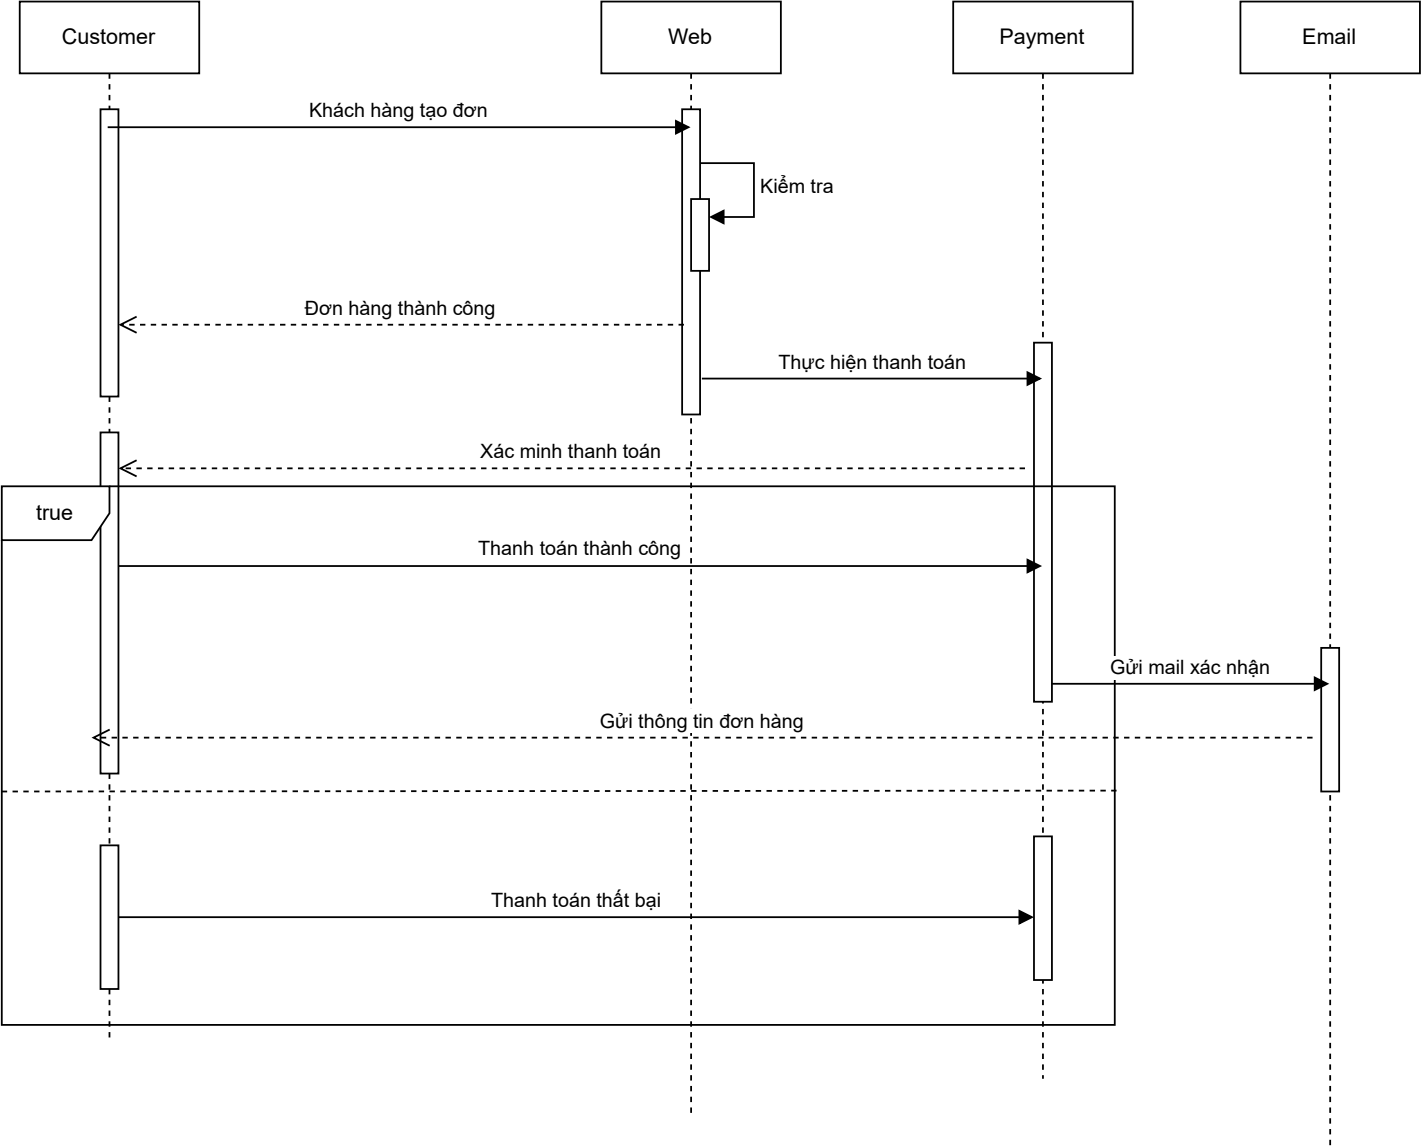 Customer
Web
Payment
Email
Khách hàng tạo đơn
Kiểm tra
Đơn hàng thành công
Thực hiện thanh toán
Xác minh thanh toán
true
Thanh toán thành công
Gửi mail xác nhận
Gửi thông tin đơn hàng
Thanh toán thất bại